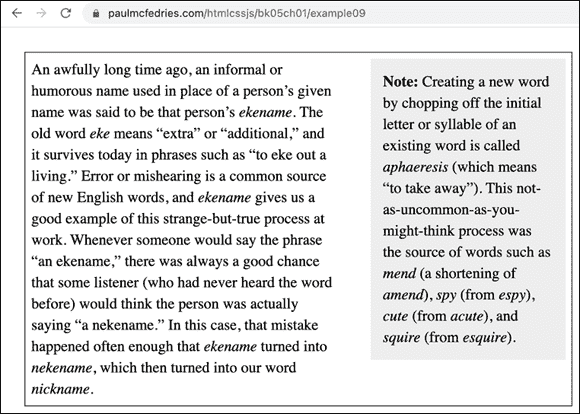 paulmcfedries.com/htmlcssjs/bk05ch01/example09
An awfully long time ago, an informal or
humorous name used in place of a person’s given
name was said to be that person’s ekename. The
old word eke means “extra” or “additional,” and
it survives today in phrases such as “to eke out a
living.” Error or mishearing is a common source
of new English words, and ekename gives us a
good example of this strange-but-true process at
work. Whenever someone would say the phrase
“an ekename,” there was always a good chance
that some listener (who had never heard the word
before) would think the person was actually
saying “a nekename.” In this case, that mistake
happened often enough that ekename turned into
nekename, which then turned into our word
nickname.
Note: Creating a new word
by chopping off the initial
letter or syllable of an
existing word is called
aphaeresis (which means
“to take away”). This not-
as-uncommon-as-you-
might-think process was
the source of words such as
mend (a shortening of
amend), spy (from espy),
cute (from acute), and
squire (from esquire).